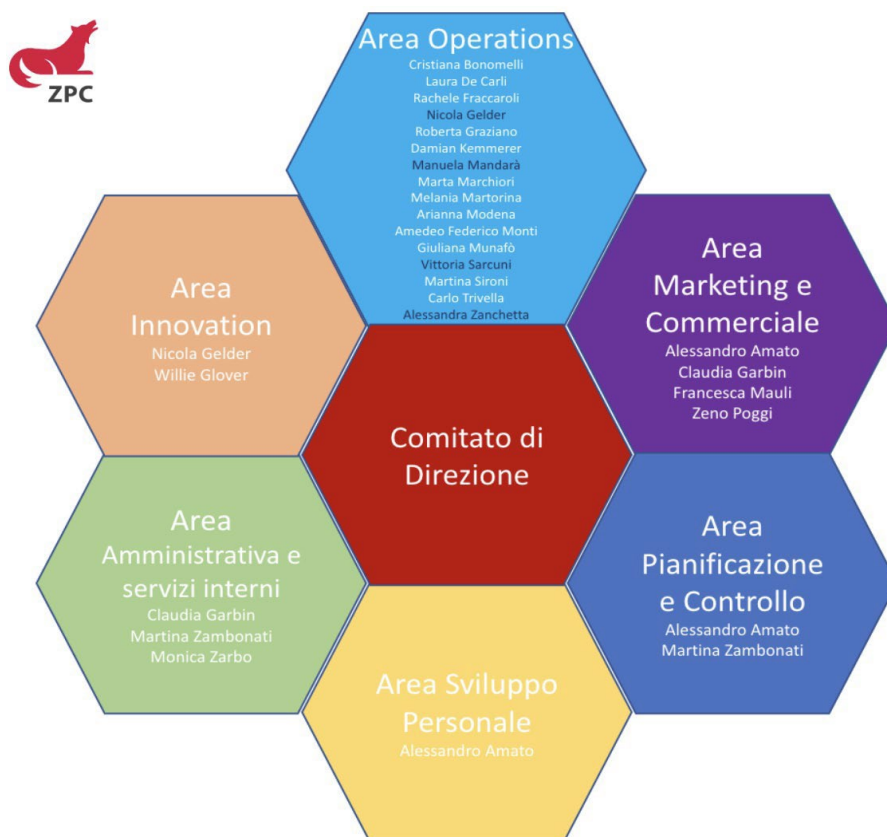 ZPC
Area Operations
Cristiana Bonomelli
Laura De Carli
Rachele Fraccaroli
Nicola Gelder
Roberta Graziano
Damian Kemmerer
Manuela Mandarà
Marta Marchiori
Melania Martorina
Arianna Modena
Amedeo Federico Monti
Giuliana Munafò
Vittoria Sarcuni
Martina Sironi
Carlo Trivella
Alessandra Zanchetta
Area
Innovation
Nicola Gelder
Willie Glover
Area
Marketing e
Commerciale
Alessandro Amato
Claudia Garbin
Francesca Mauli
Zeno Poggi
Comitato di
Direzione
Area
Amministrativa e
servizi interni
Claudia Garbin
Martina Zambonati
Monica Zarbo
Area
Pianificazione
e Controllo
Alessandro Amato
Martina Zambonati
Area Sviluppo
Personale
Alessandro Amato